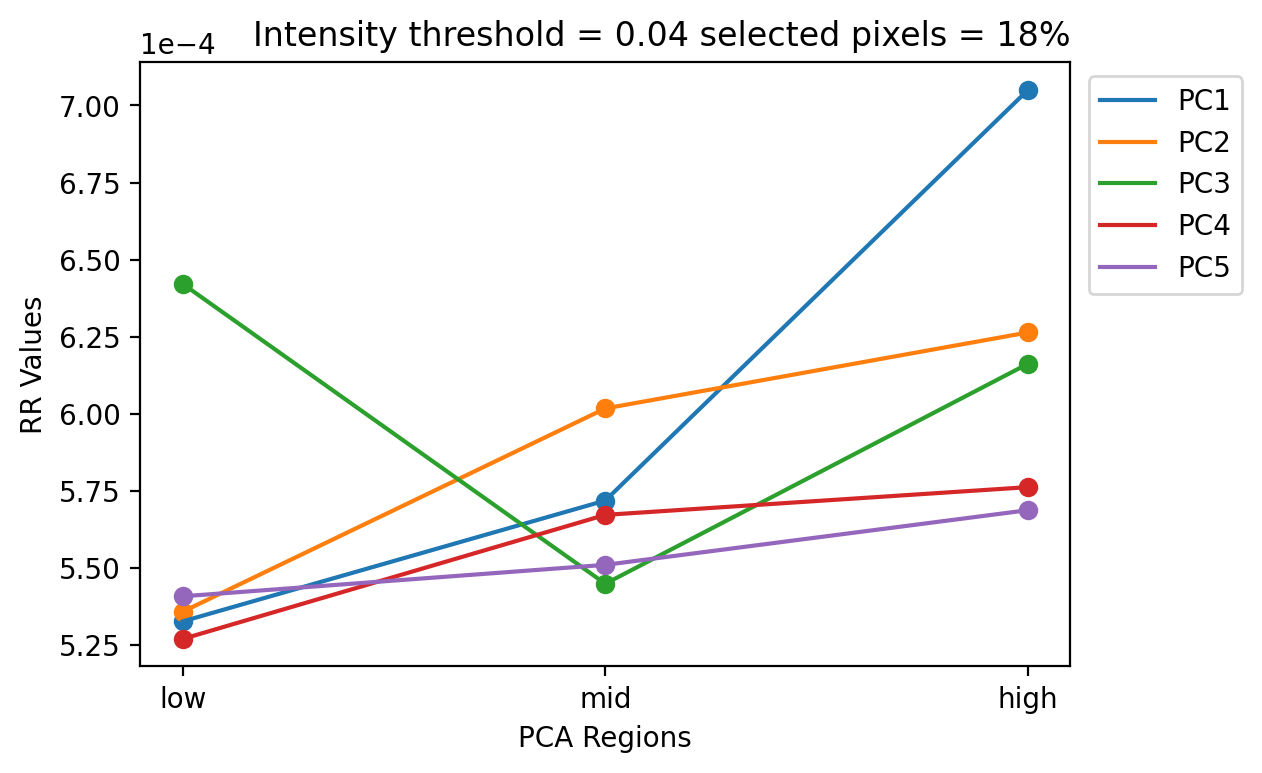 Intensity threshold = 0.04 selected pixels = 18%
1e−4
7.00
6.75
6.50
6.25
6.00
5.75
5.50
5.25
RR Values
low
mid
high
PCA Regions
PC1
PC2
PC3
PC4
PC5